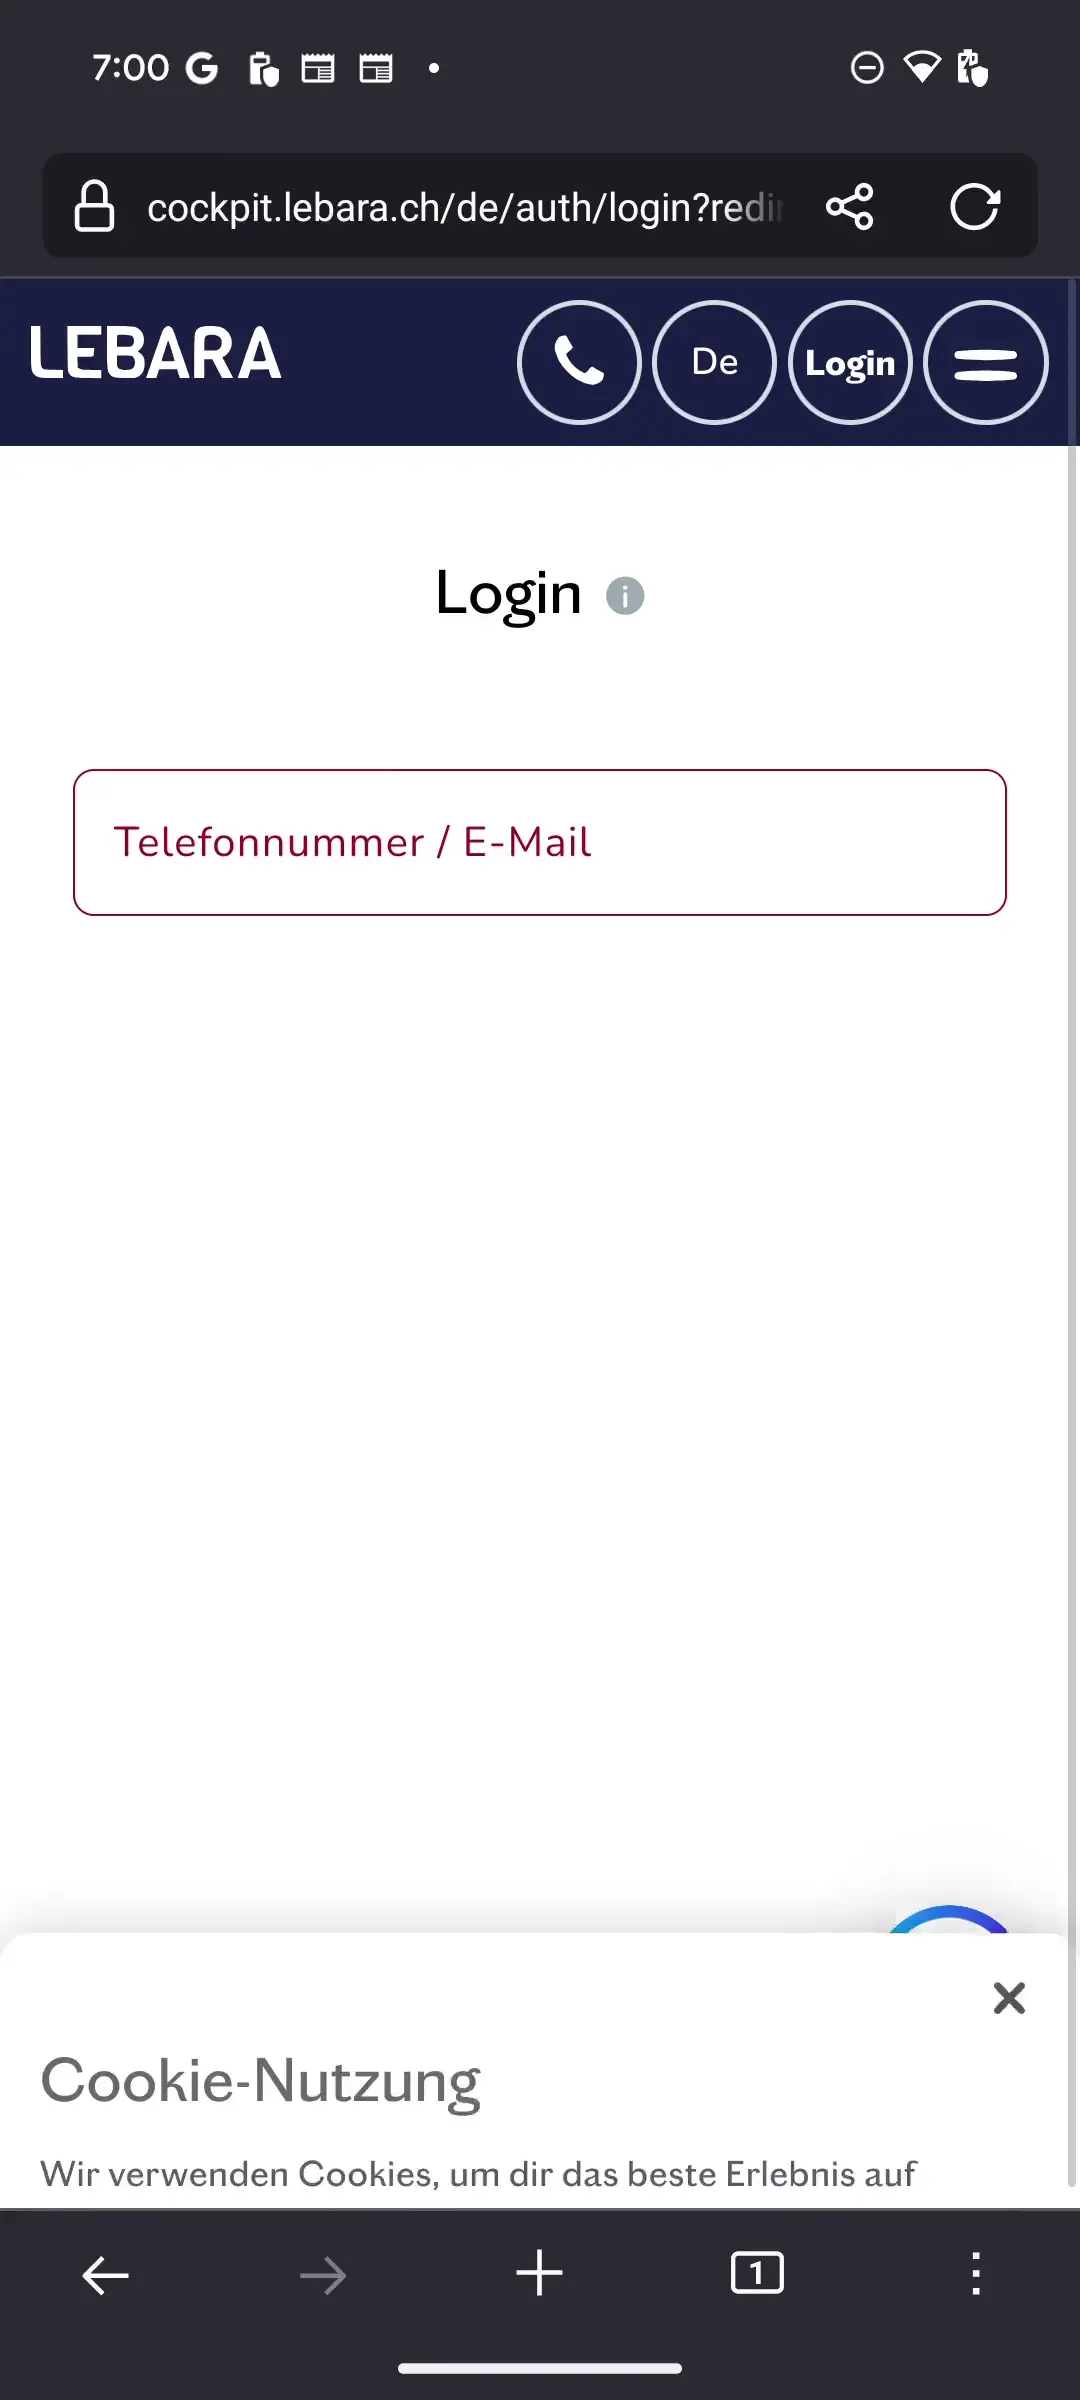 7:00
cockpit.lebara.ch/de/auth/login?redir
LEBARA
De
Login
Login
Telefonnummer / E-Mail
Cookie-Nutzung
Wir verwenden Cookies, um dir das beste Erlebnis auf
1